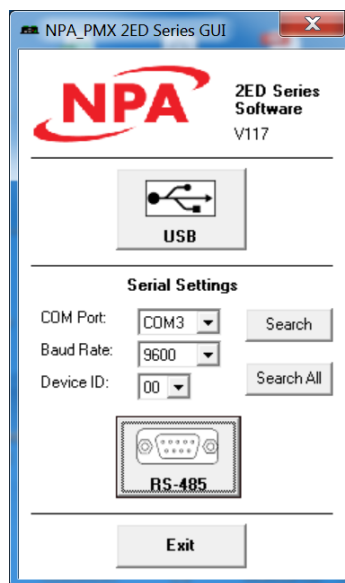 NPA_PMX 2ED Series GUI
X
NPA
2ED Series
Software
V117
USB
Serial Settings
COM Port:
COM3
Search
Baud Rate:
9600
Device ID:
00
Search All
RS-485
Exit